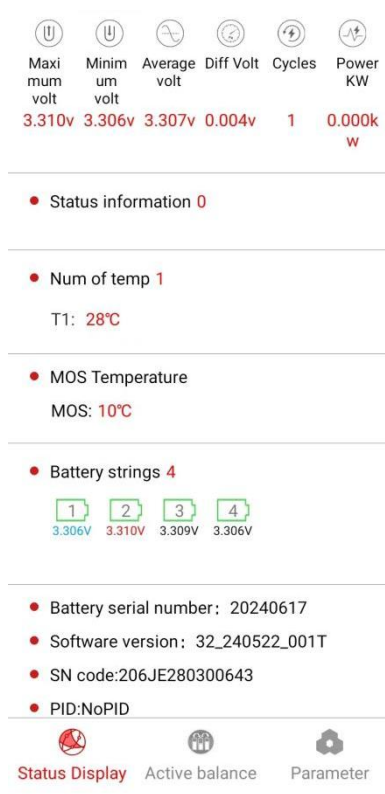 Maxi Minim Average Diff Volt Cycles Power
mum um volt KW
volt volt
3.310v 3.306v 3.307v 0.004v 1 0.000k
w
Status information 0
Num of temp 1
T1: 28℃
MOS Temperature
MOS: 10℃
Battery strings 4
1 2 3 4
3.306V 3.310V 3.309V 3.306V
Battery serial number：20240617
Software version：32_240522_001T
SN code:206JE280300643
PID:NoPID
Status Display Active balance Parameter